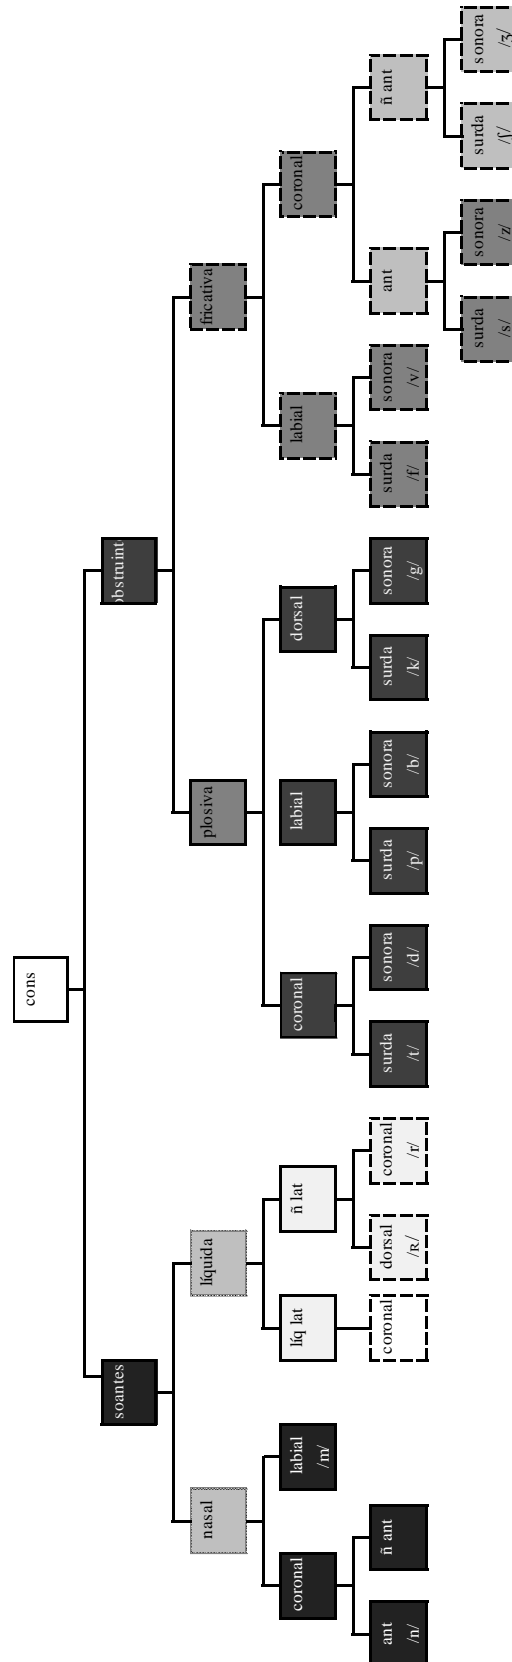 cons
soantes
obstruint
nasal
líquida
plosiva
fricativa
coronal
labial
/m/
líq lat
ñ lat
coronal
labial
dorsal
labial
coronal
ant
/n/
ñ ant
coronal
dorsal
/ʀ/
coronal
/r/
surda
/t/
sonora
/d/
surda
/p/
sonora
/b/
surda
/k/
sonora
/g/
surda
/f/
sonora
/v/
ant
ñ ant
surda
/s/
sonora
/z/
surda
/ʃ/
sonora
/ʒ/